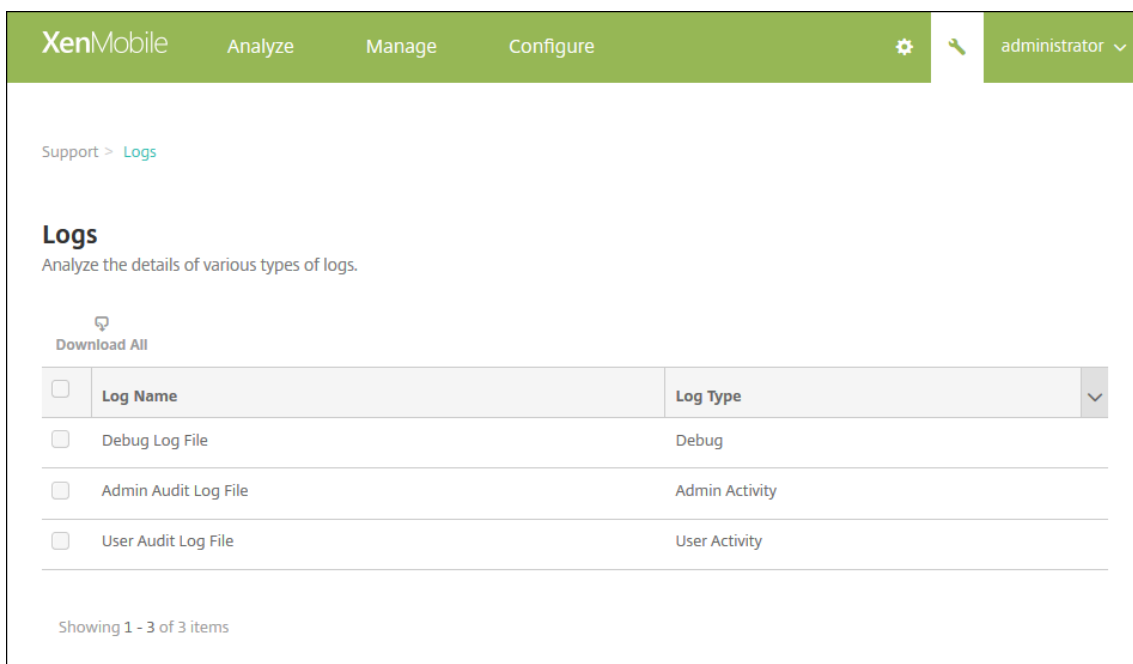 XenMobile Analyze Manage Configure administrator
Support > Logs
Logs
Analyze the details of various types of logs.
Download All
Log Name Log Type
Debug Log File Debug
Admin Audit Log File Admin Activity
User Audit Log File User Activity
Showing 1 - 3 of 3 items